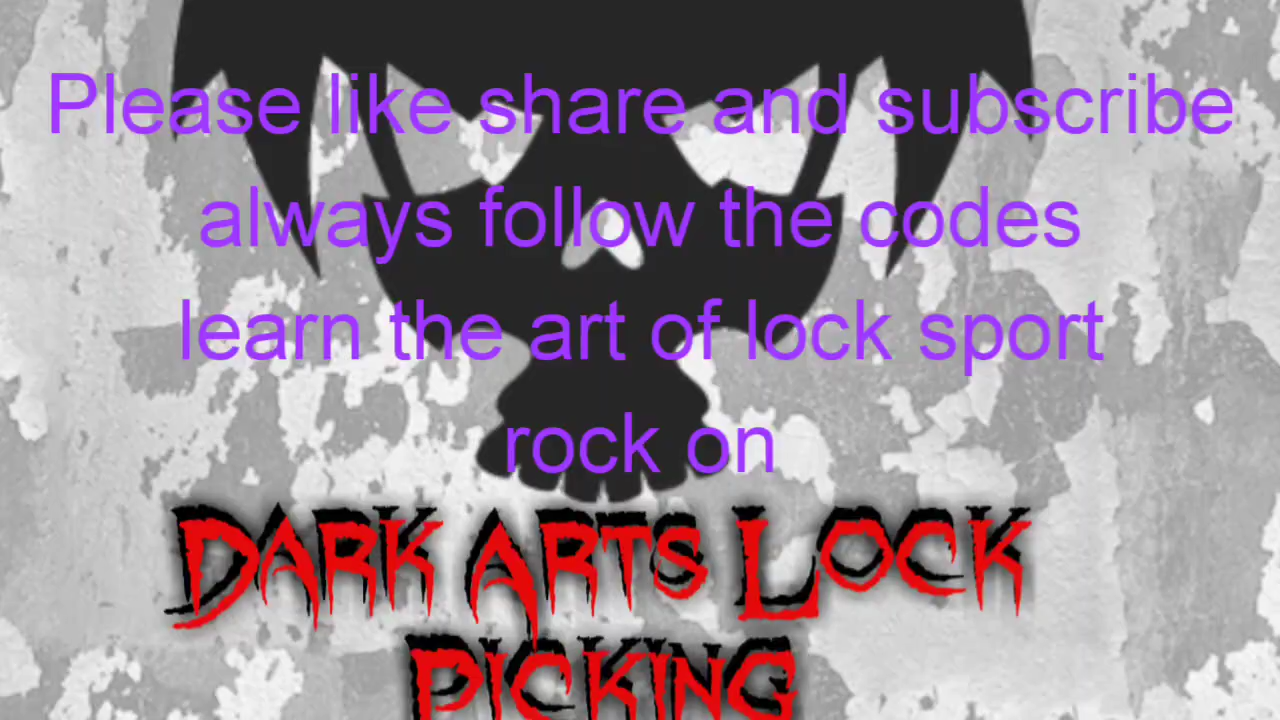 Please like share and subscribe
always follow the codes
learn the art of lock sport
rock on
Dark Arts Lock
Picking